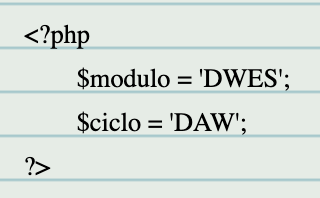 <?php
$modulo = 'DWES';
$ciclo = 'DAW';
?>